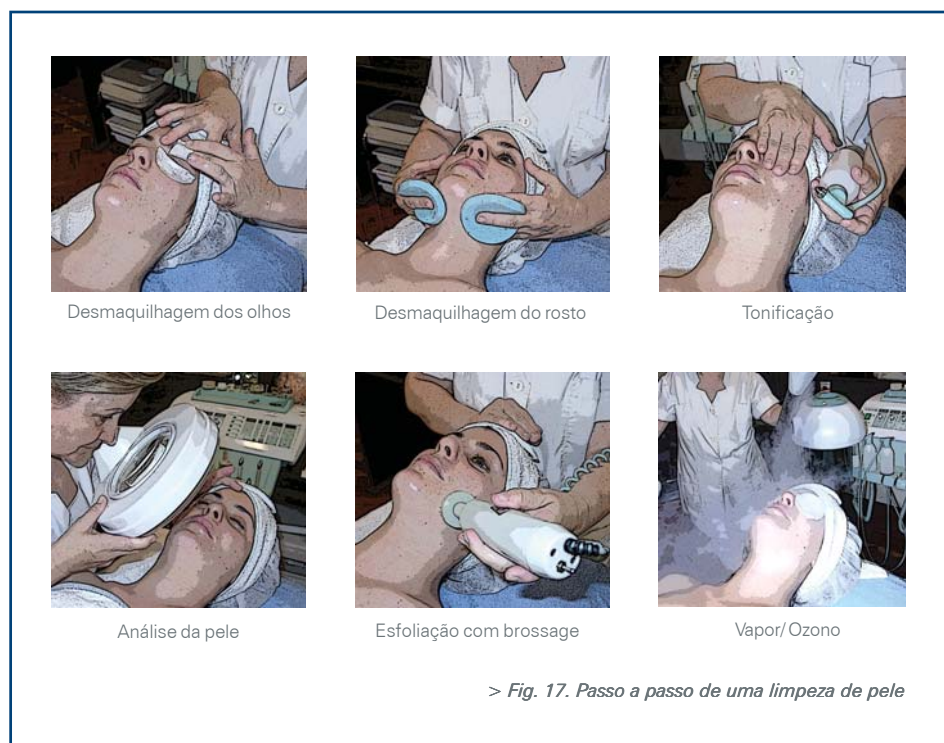 Desmaquilhagem dos olhos
Desmaquilhagem do rosto
Tonificação
Análise da pele
Esfoliação com brossage
Vapor/ Ozono
> Fig. 17. Passo a passo de uma limpeza de pele